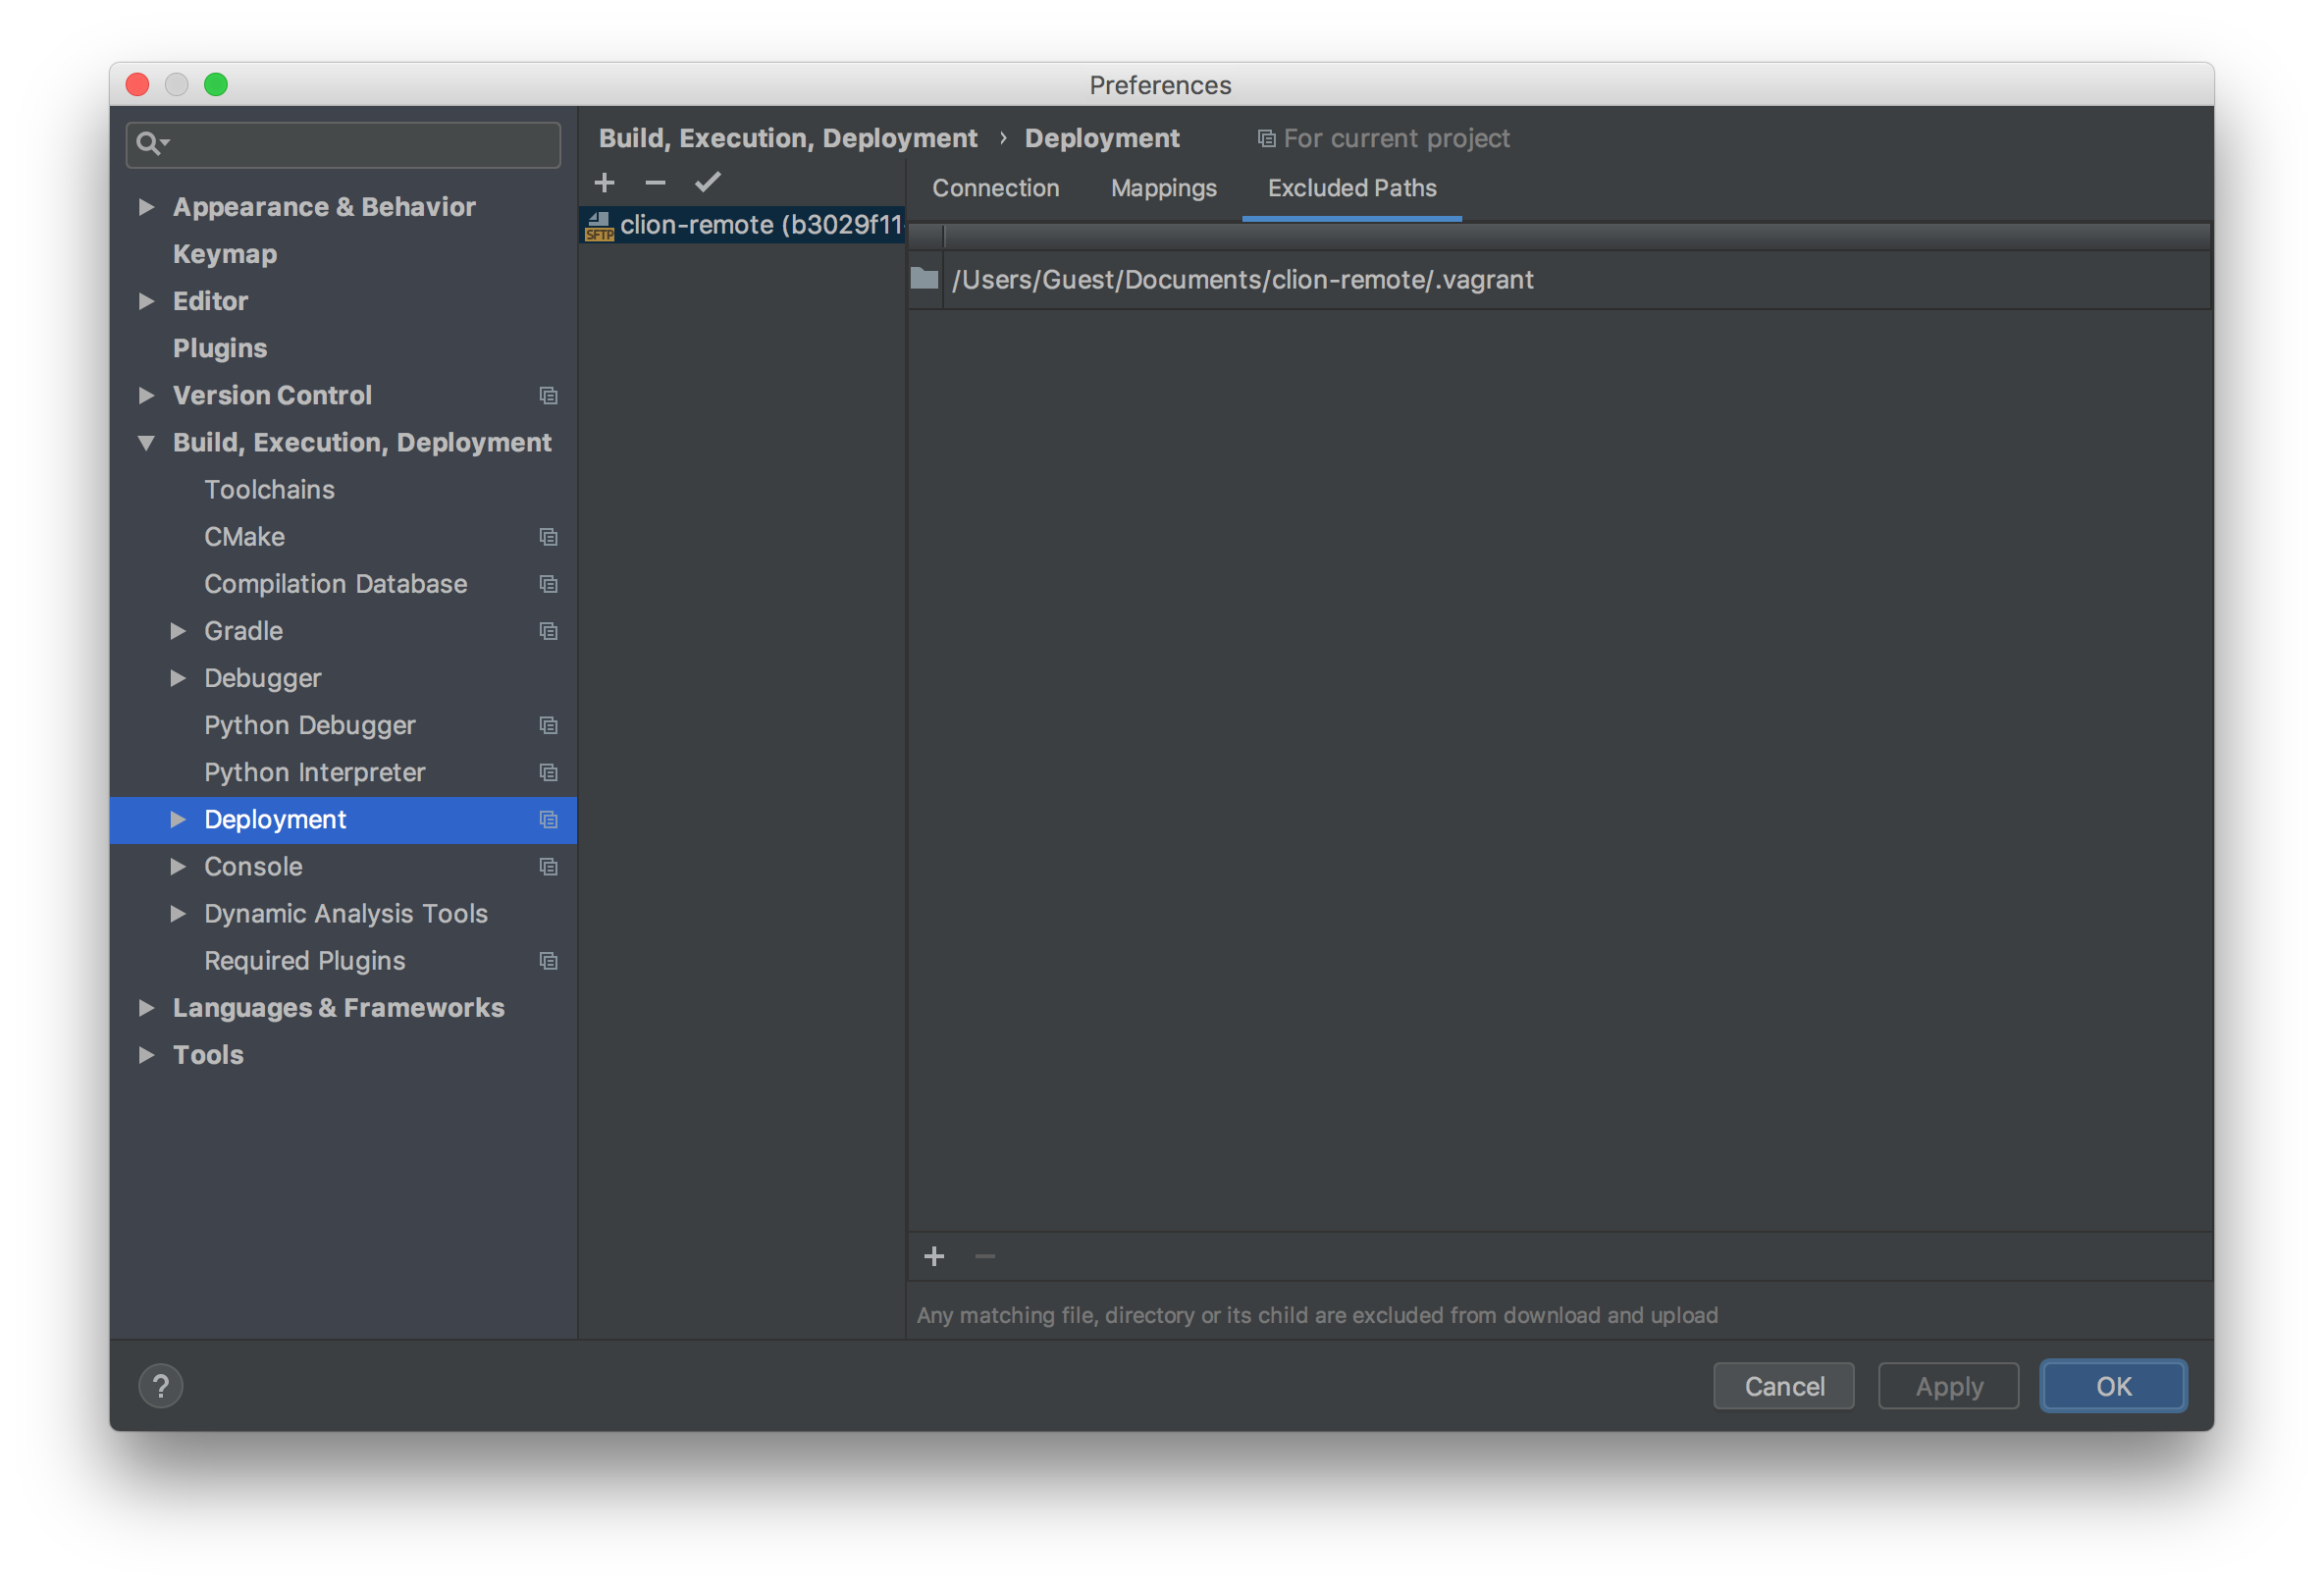 Preferences
Appearance & Behavior
Keymap
Editor
Plugins
Version Control
Build, Execution, Deployment
Toolchains
CMake
Compilation Database
Gradle
Debugger
Python Debugger
Python Interpreter
Deployment
Console
Dynamic Analysis Tools
Required Plugins
Languages & Frameworks
Tools
Build, Execution, Deployment › Deployment For current project
SFTP clion-remote (b3029f11
Connection Mappings Excluded Paths
/Users/Guest/Documents/clion-remote/.vagrant
Any matching file, directory or its child are excluded from download and upload
?
Cancel Apply OK